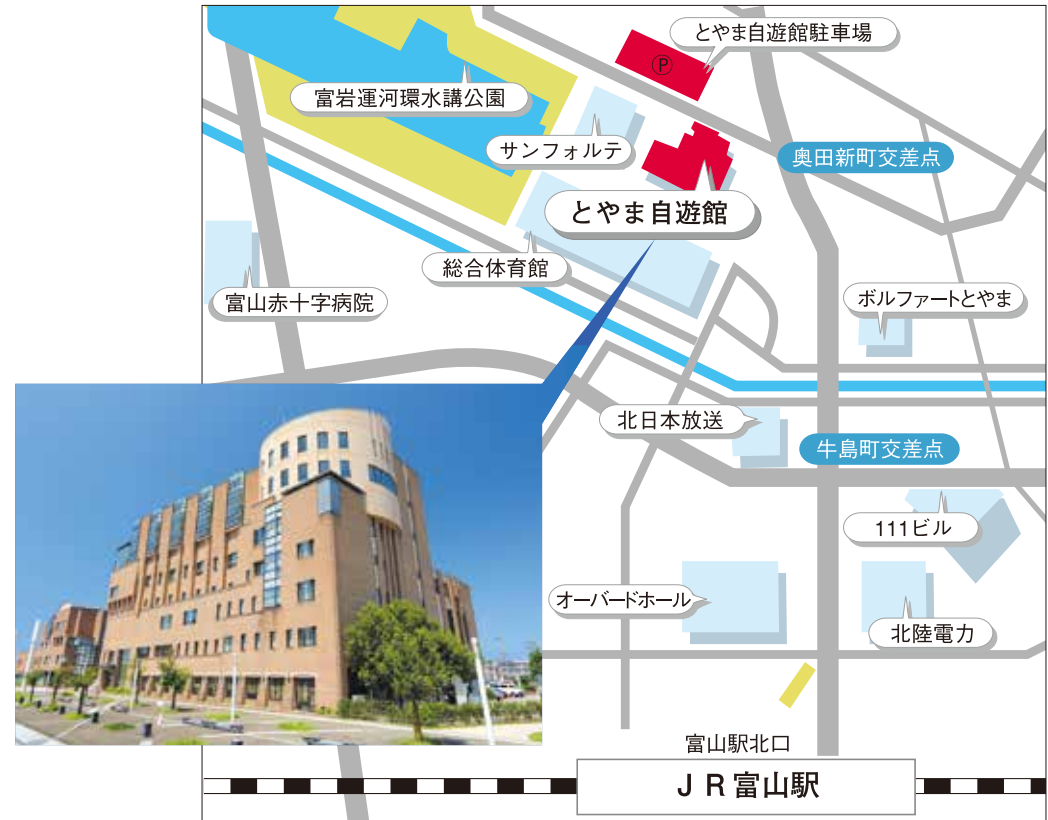 とやま自遊館駐車場
Ⓟ
富岩運河環水講公園
サンフォルテ
奥田新町交差点
とやま自遊館
総合体育館
富山赤十字病院
ボルファートとやま
北日本放送
牛島町交差点
111ビル
オーバードホール
北陸電力
富山駅北口
JR富山駅